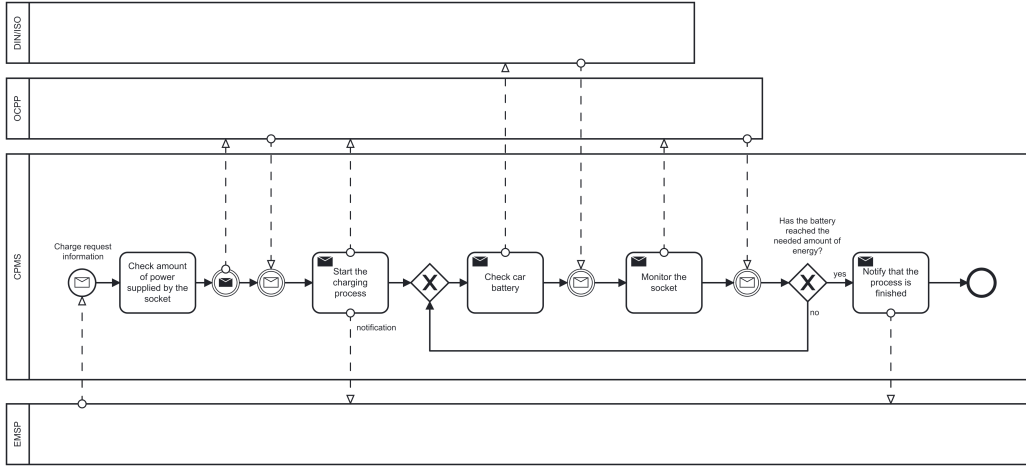 DIN/ISO
OCPP
CPMS
Charge request
information
Check amount
of power
supplied by the
socket
Start the
charging
process
notification
Check car
battery
Monitor the
socket
Has the battery
reached the
needed amount of
energy?
yes
no
Notify that the
process is
finished
EMSP